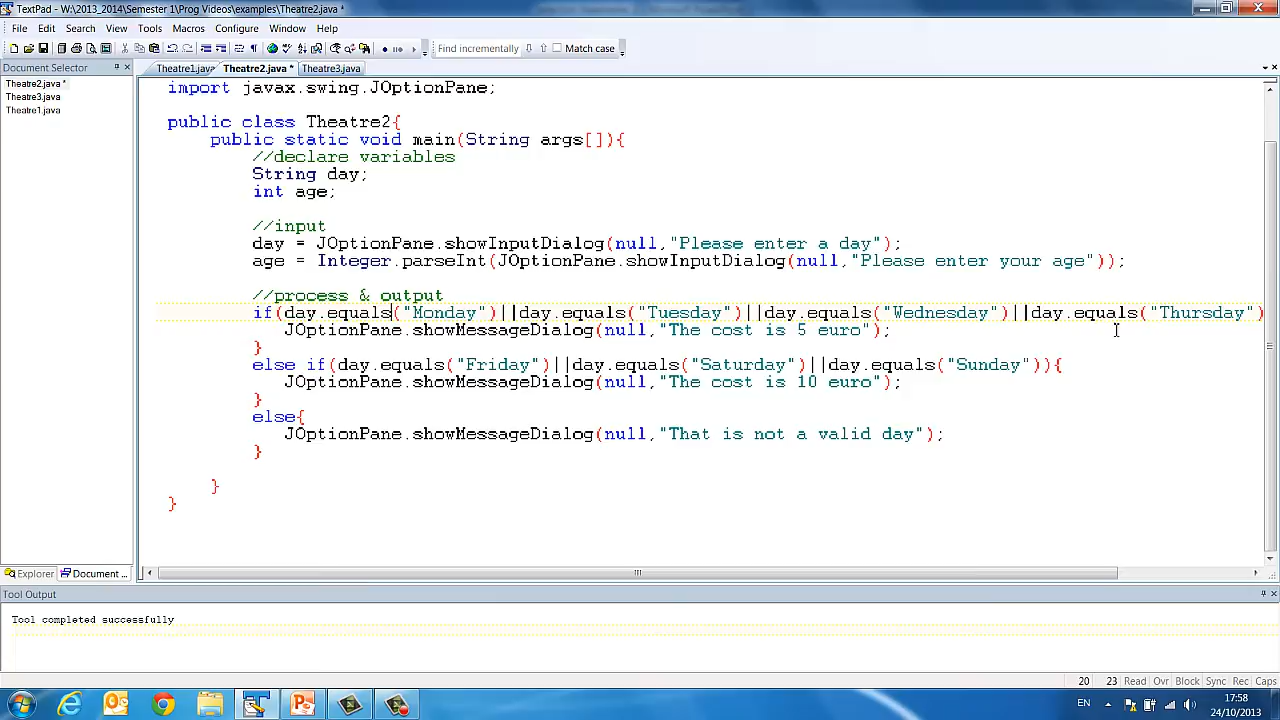 TextPad - W:\2013_2014\Semester 1\Prog Videos\examples\Theatre2.java *
File Edit Search View Tools Macros Configure Window Help
Find incrementally Match case
Document Selector
Theatre1.java Theatre2.java * Theatre3.java
Theatre2.java *
Theatre3.java
Theatre1.java
import javax.swing.JOptionPane;
public class Theatre2{
public static void main(String args[]){
//declare variables
String day;
int age;
//input
day = JOptionPane.showInputDialog(null,"Please enter a day");
age = Integer.parseInt(JOptionPane.showInputDialog(null,"Please enter your age"));
//process & output
if(day.equals("Monday")||day.equals("Tuesday")||day.equals("Wednesday")||day.equals("Thursday")
JOptionPane.showMessageDialog(null,"The cost is 5 euro");
}
else if(day.equals("Friday")||day.equals("Saturday")||day.equals("Sunday")){
JOptionPane.showMessageDialog(null,"The cost is 10 euro");
}
else{
JOptionPane.showMessageDialog(null,"That is not a valid day");
}
}
}
Explorer Document ...
Tool Output
Tool completed successfully
20 23 Read Ovr Block Sync Rec Caps
EN 17:58
24/10/2013